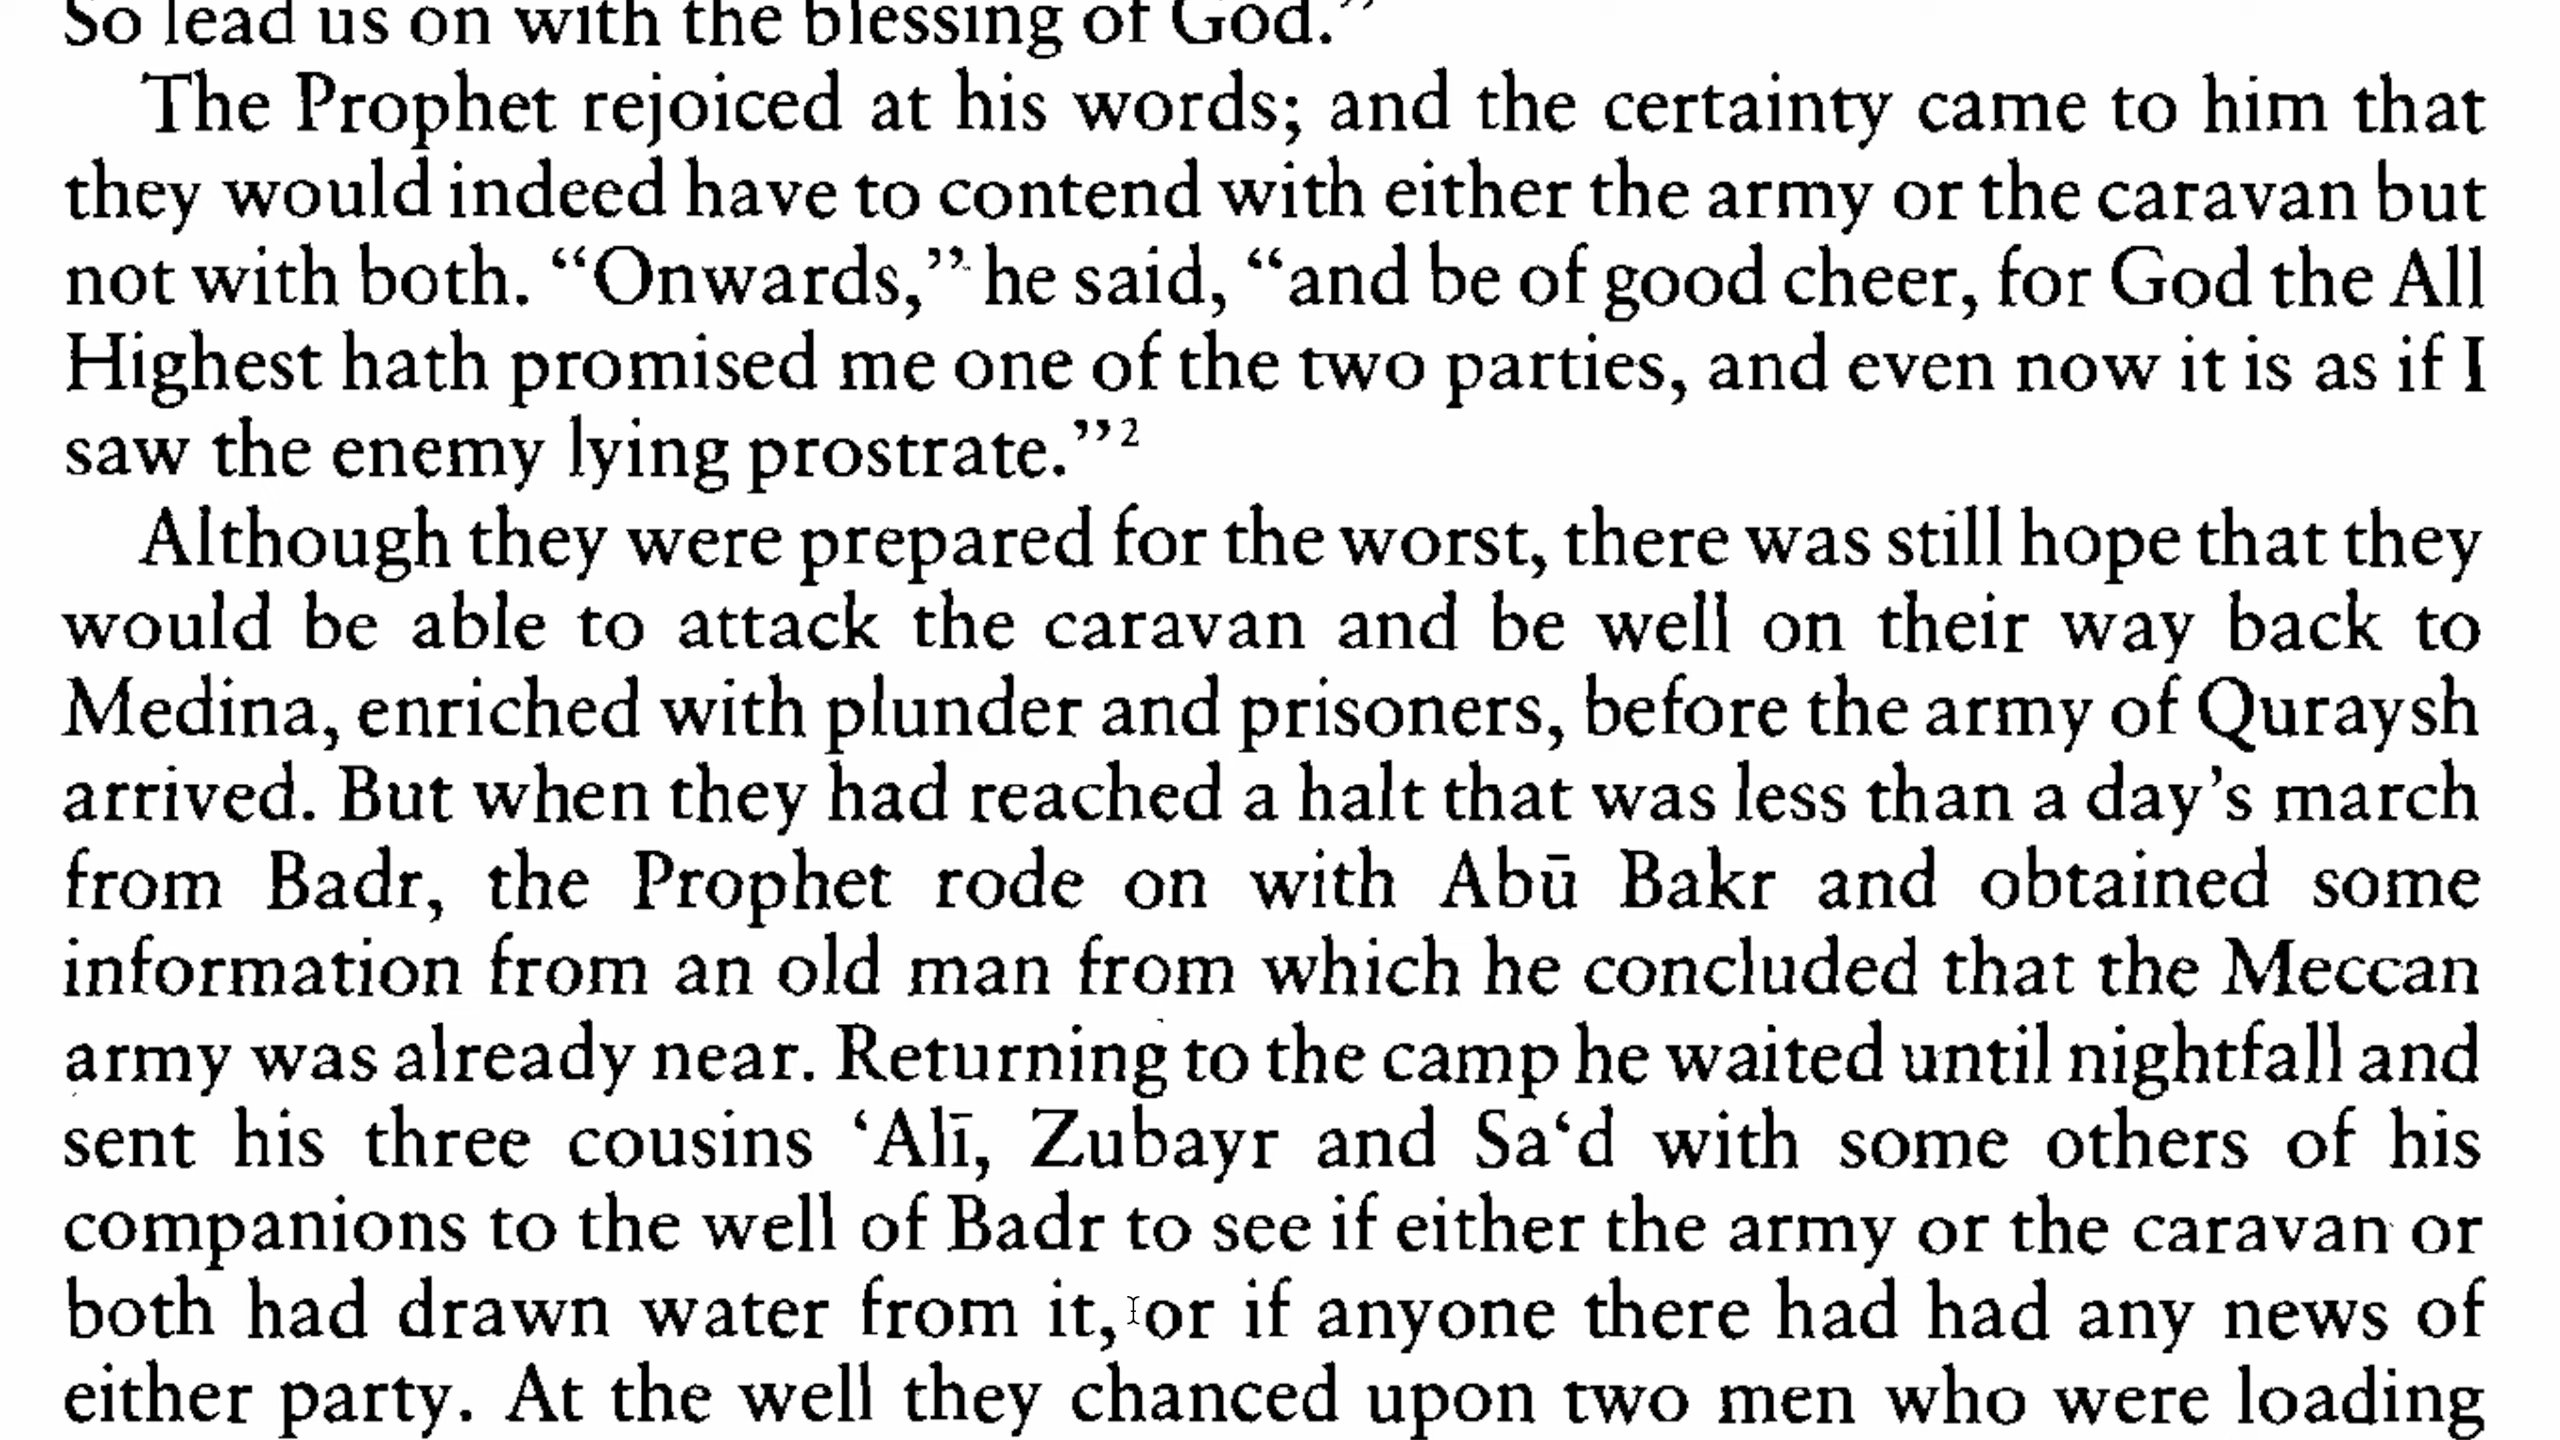 So lead us on with the blessing of God.”
The Prophet rejoiced at his words; and the certainty came to him that
they would indeed have to contend with either the army or the caravan but
not with both. “Onwards,” he said, “and be of good cheer, for God the All
Highest hath promised me one of the two parties, and even now it is as if I
saw the enemy lying prostrate.”²
Although they were prepared for the worst, there was still hope that they
would be able to attack the caravan and be well on their way back to
Medina, enriched with plunder and prisoners, before the army of Quraysh
arrived. But when they had reached a halt that was less than a day’s march
from Badr, the Prophet rode on with Abū Bakr and obtained some
information from an old man from which he concluded that the Meccan
army was already near. Returning to the camp he waited until nightfall and
sent his three cousins ‘Alī, Zubayr and Sa‘d with some others of his
companions to the well of Badr to see if either the army or the caravan or
both had drawn water from it, or if anyone there had had any news of
either party. At the well they chanced upon two men who were loading